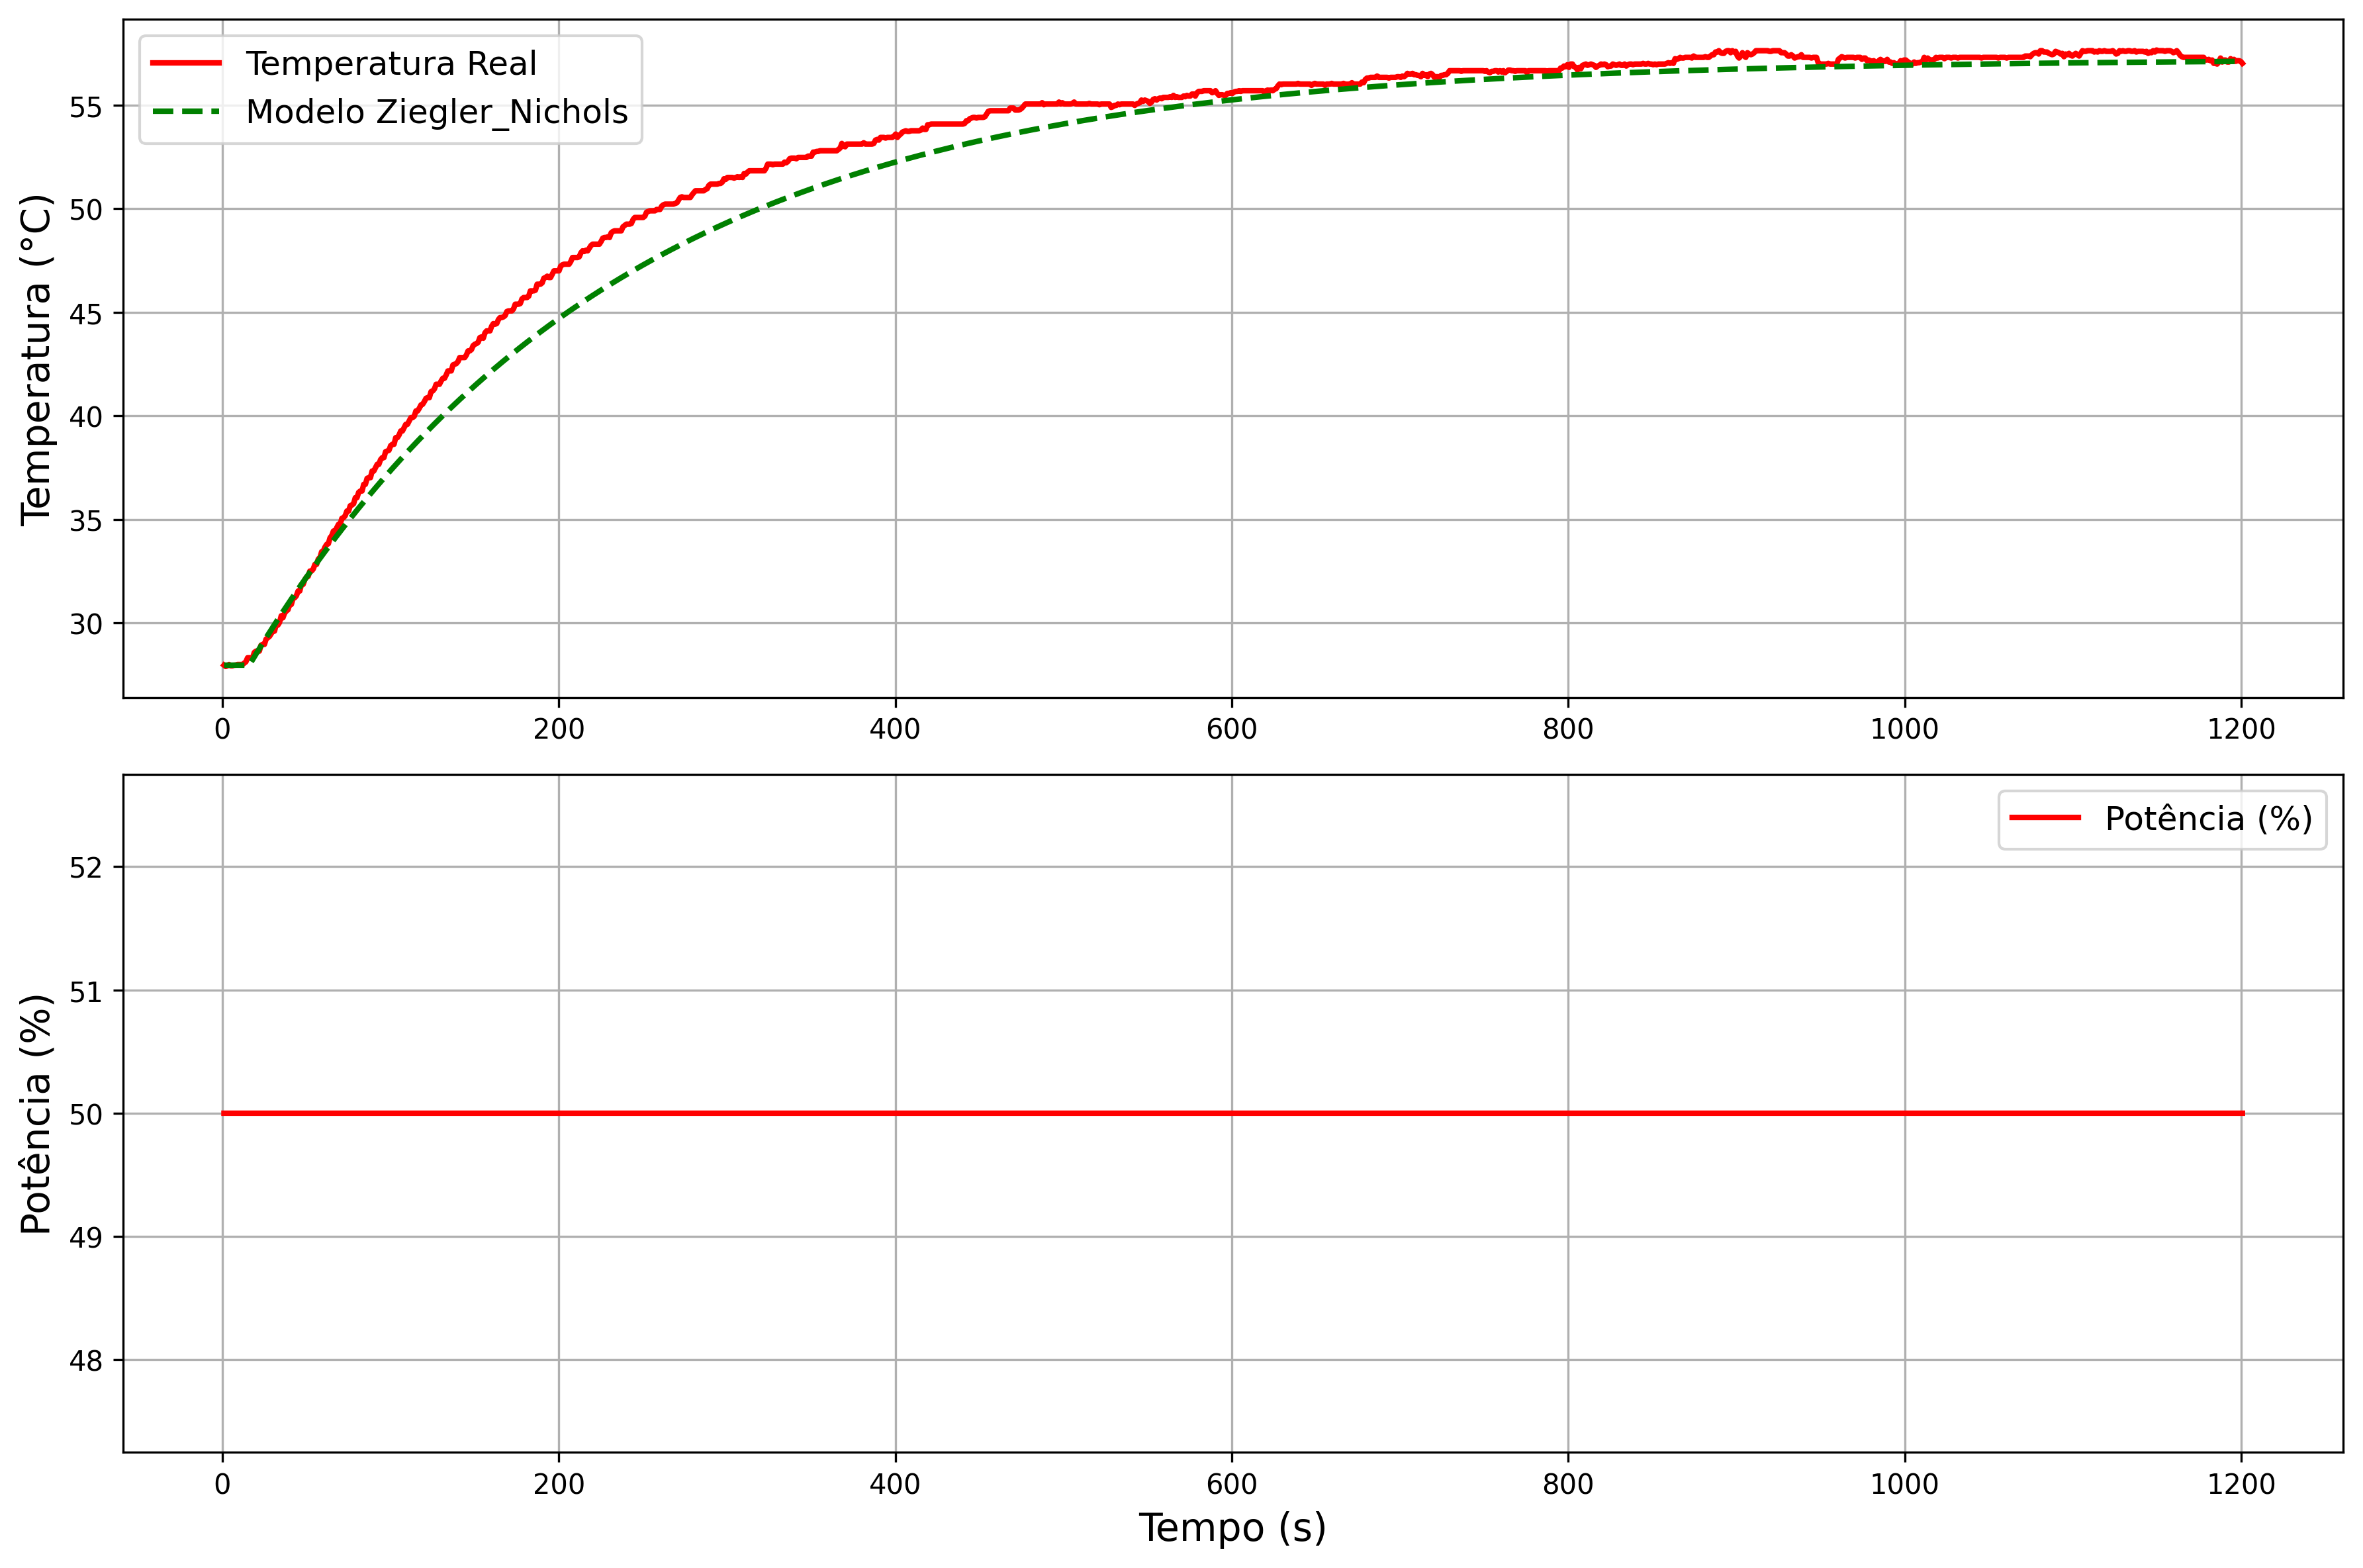 Temperatura Real
Modelo Ziegler_Nichols
Temperatura (°C)
55
50
45
40
35
30
0 200 400 600 800 1000 1200
Potência (%)
Potência (%)
52
51
50
49
48
0 200 400 600 800 1000 1200
Tempo (s)